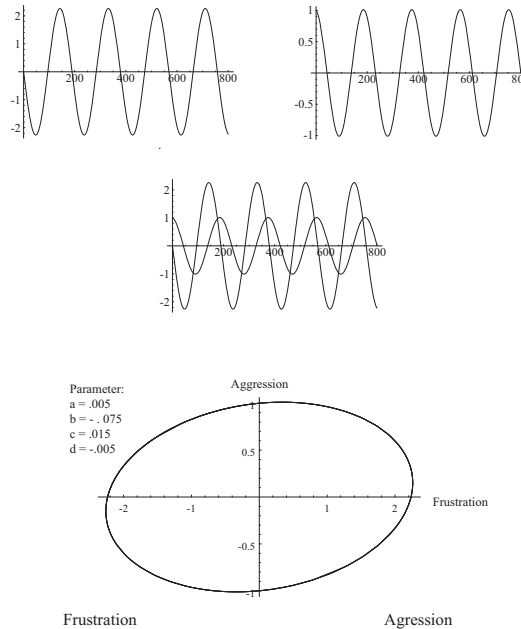 2
1
200 400 600 800
-1
-2
1
0.5
200 400 600 800
-0.5
-1
2
1
200 400 600 800
-1
-2
Parameter:
a = .005
b = - . 075
c = .015
d = -.005
Aggression
1
0.5
-2 -1 1 2
Frustration
-0.5
-1
Frustration Agression